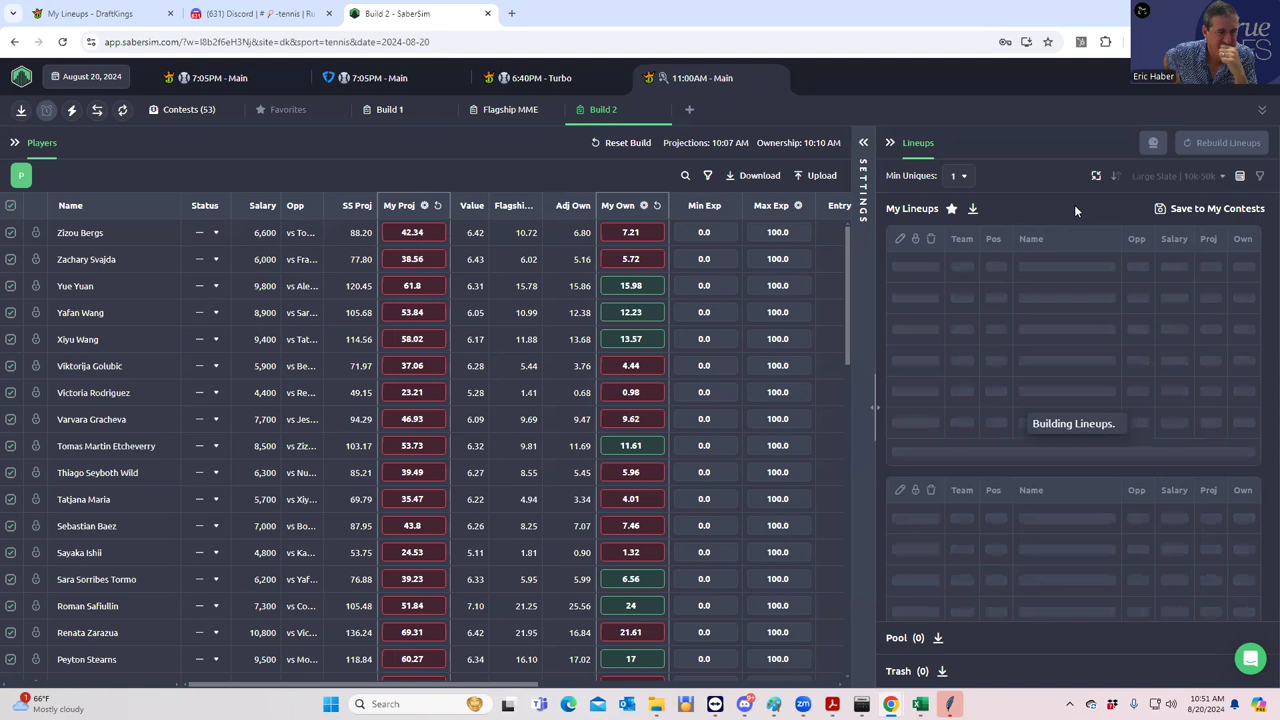 My Lineups - DraftKings
(631) Discord | # 🎾-tennis | Ru
Build 2 - SaberSim
app.sabersim.com/?w=I8b2f6eH3Nj&site=dk&sport=tennis&date=2024-08-20
Eric Haber
August 20, 2024
7:05PM - Main
7:05PM - Main
6:40PM - Turbo
11:00AM - Main
Contests (53)
Favorites
Build 1
Flagship MME
Build 2
Players
Reset Build
Projections: 10:07 AM
Ownership: 10:10 AM
SETTINGS
Lineups
Rebuild Lineups
P
Download
Upload
Min Uniques: 1
Large Slate | 10k-50k
My Lineups
Save to My Contests
Name Status Salary Opp SS Proj My Proj Value Flagshi... Adj Own My Own Min Exp Max Exp Entry
Zizou Bergs — 6,600 vs To... 88.20 42.34 6.42 10.72 6.80 7.21 0.0 100.0
Zachary Svajda — 6,000 vs Fra... 77.80 38.56 6.43 6.02 5.16 5.72 0.0 100.0
Yue Yuan — 9,800 vs Ale... 120.45 61.8 6.31 15.78 15.86 15.98 0.0 100.0
Yafan Wang — 8,900 vs Sar... 105.68 53.84 6.05 10.99 12.38 12.23 0.0 100.0
Xiyu Wang — 9,400 vs Tat... 114.56 58.02 6.17 11.88 13.68 13.57 0.0 100.0
Viktorija Golubic — 5,900 vs Be... 71.97 37.06 6.28 5.44 3.76 4.44 0.0 100.0
Victoria Rodriguez — 4,400 vs Re... 49.15 23.21 5.28 1.41 0.68 0.98 0.0 100.0
Varvara Gracheva — 7,700 vs Jes... 94.29 46.93 6.09 9.69 9.47 9.62 0.0 100.0
Tomas Martin Etcheverry — 8,500 vs Ziz... 103.17 53.73 6.32 9.81 11.69 11.61 0.0 100.0
Thiago Seyboth Wild — 6,300 vs Nu... 85.21 39.49 6.27 8.55 5.45 5.96 0.0 100.0
Tatjana Maria — 5,700 vs Xiy... 69.79 35.47 6.22 4.94 3.34 4.01 0.0 100.0
Sebastian Baez — 7,000 vs Bo... 87.95 43.8 6.26 8.25 7.07 7.46 0.0 100.0
Sayaka Ishii — 4,800 vs Ka... 53.75 24.53 5.11 1.81 0.90 1.32 0.0 100.0
Sara Sorribes Tormo — 6,200 vs Yaf... 76.88 39.23 6.33 5.95 5.99 6.56 0.0 100.0
Roman Safiullin — 7,300 vs Co... 105.48 51.84 7.10 21.25 25.56 24 0.0 100.0
Renata Zarazua — 10,800 vs Vic... 136.24 69.31 6.42 21.95 16.84 21.61 0.0 100.0
Peyton Stearns — 9,500 vs Mo... 118.84 60.27 6.34 16.10 17.02 17 0.0 100.0
Team Pos Name Opp Salary Proj Own
Building Lineups.
Team Pos Name Opp Salary Proj Own
Pool (0)
Trash (0)
66°F
Mostly cloudy
Search
10:51 AM
8/20/2024